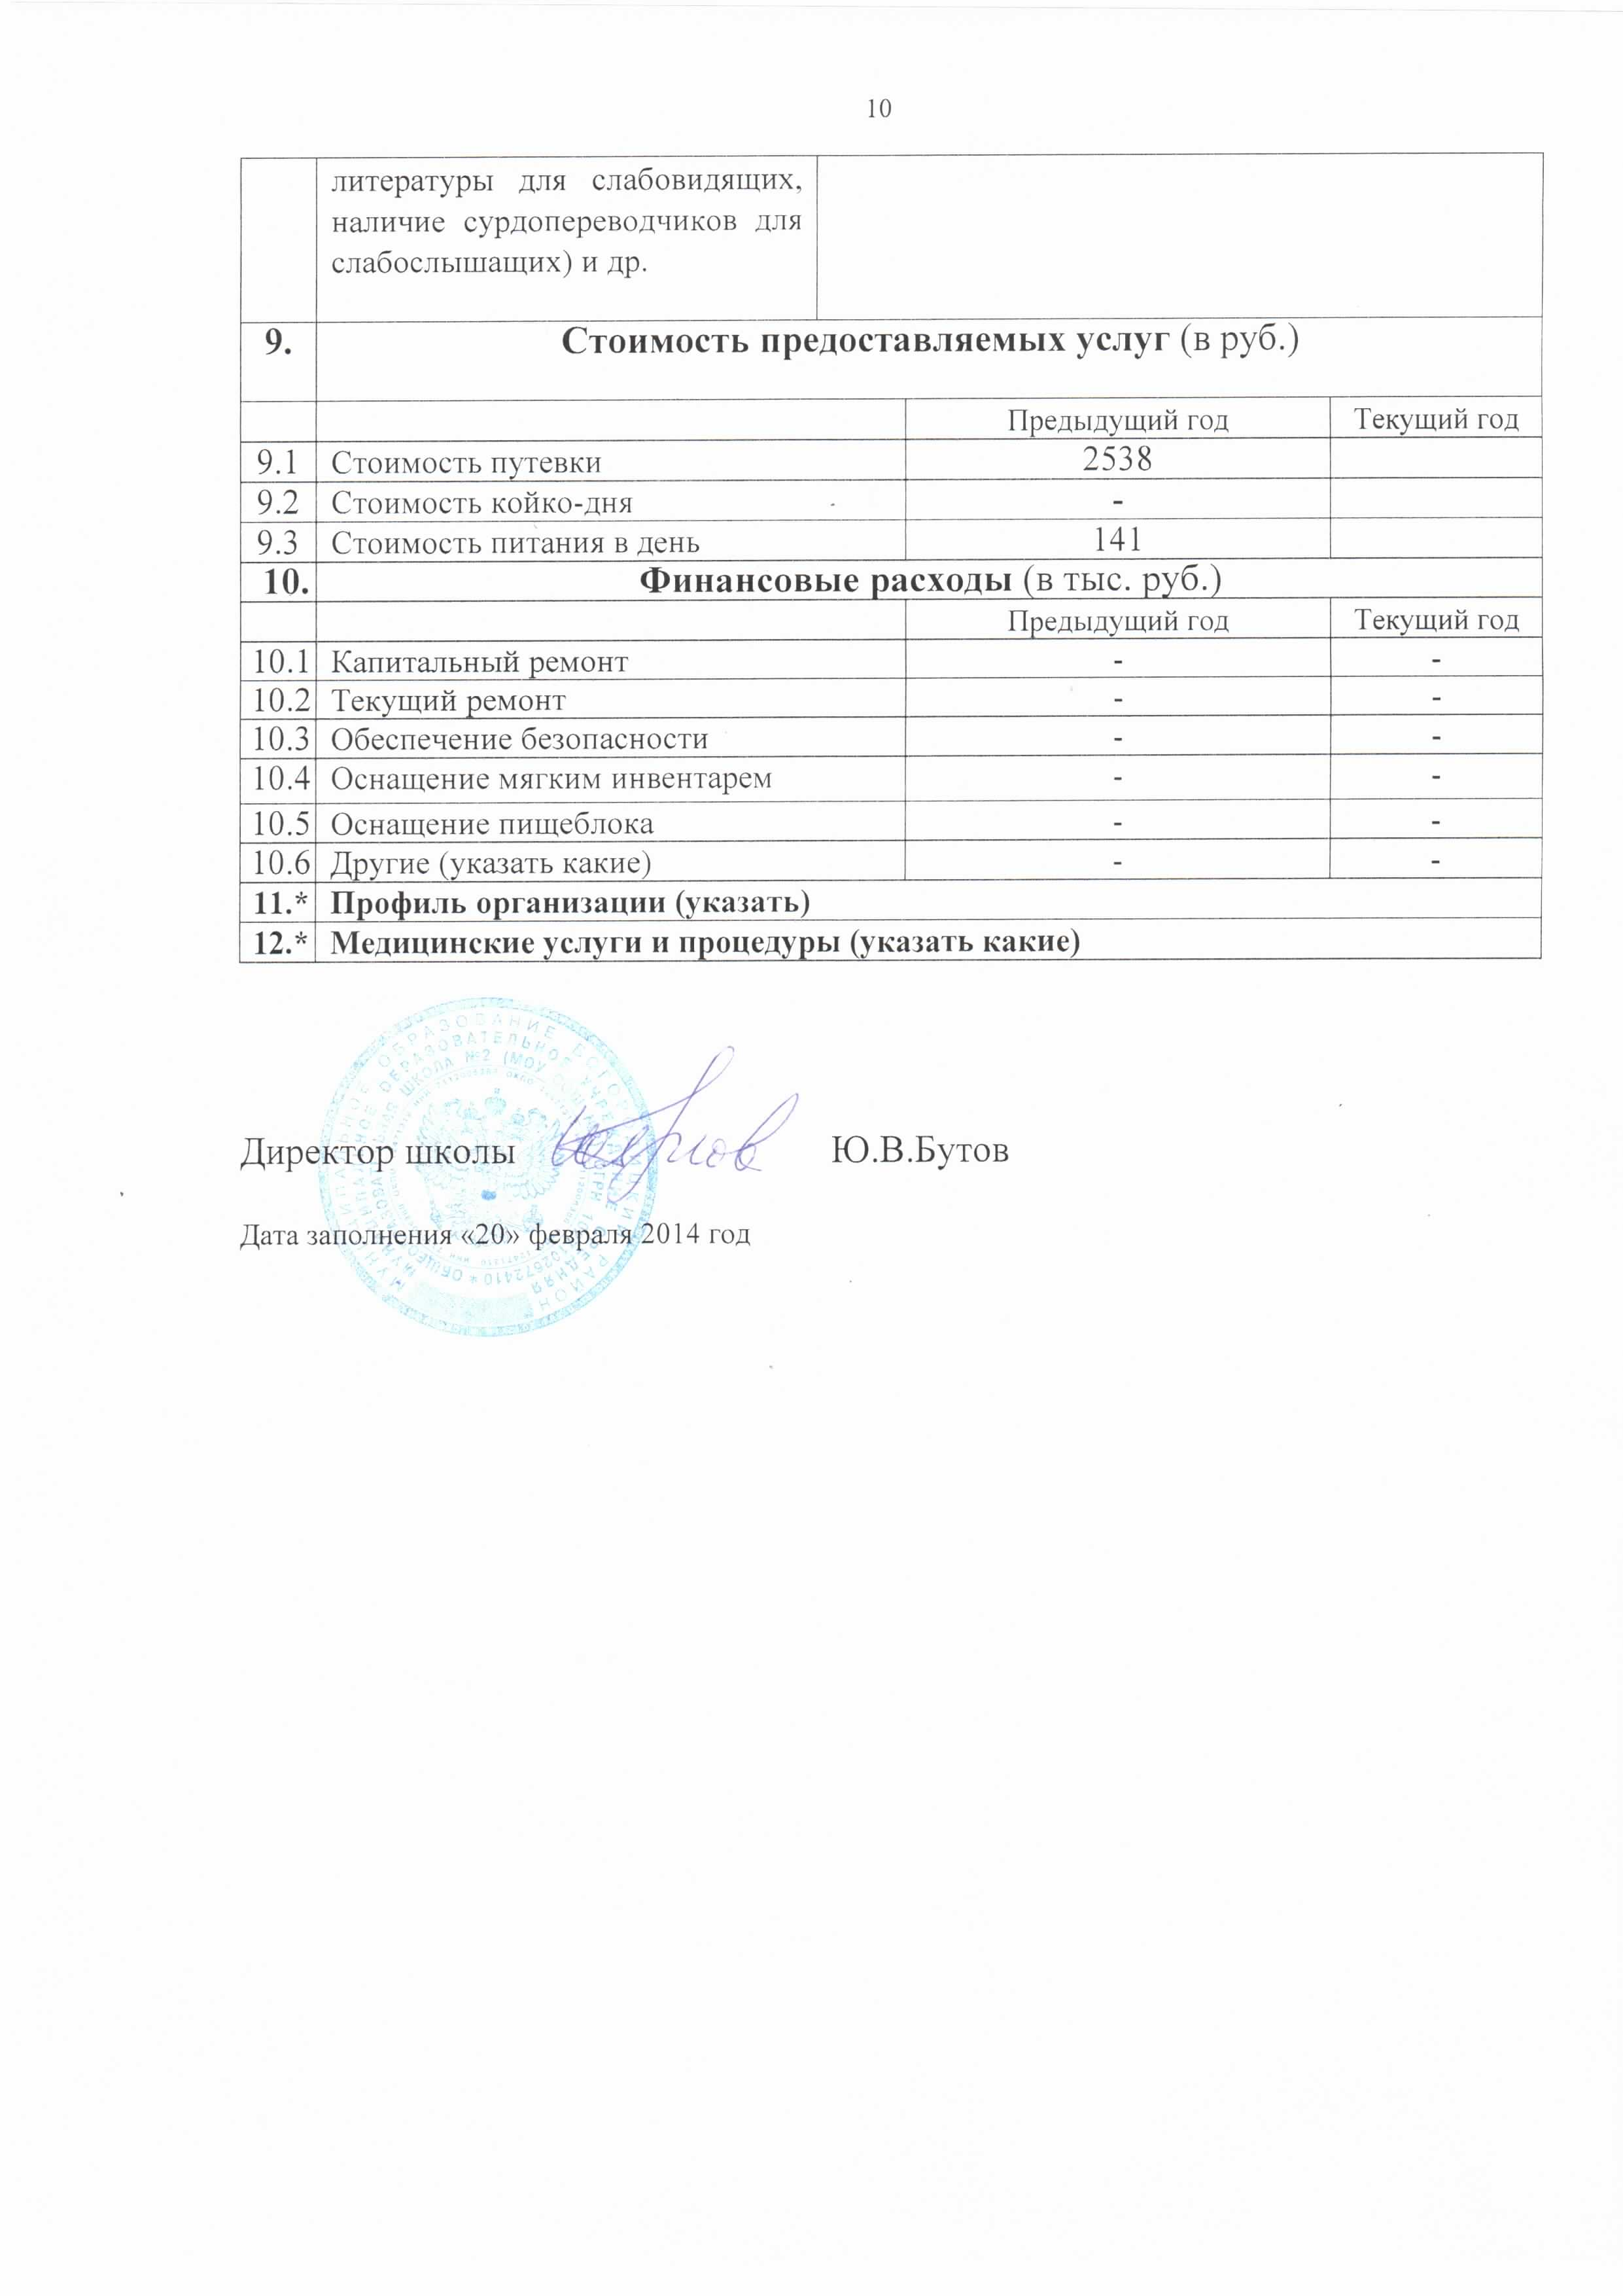 10
литературы для слабовидящих,
наличие сурдопереводчиков для
слабослышащих) и др.
9. Стоимость предоставляемых услуг (в руб.)
Предыдущий год Текущий год
9.1 Стоимость путевки 2538
9.2 Стоимость койко-дня -
9.3 Стоимость питания в день 141
10. Финансовые расходы (в тыс. руб.)
Предыдущий год Текущий год
10.1 Капитальный ремонт - -
10.2 Текущий ремонт - -
10.3 Обеспечение безопасности - -
10.4 Оснащение мягким инвентарем - -
10.5 Оснащение пищеблока - -
10.6 Другие (указать какие) - -
11.* Профиль организации (указать)
12.* Медицинские услуги и процедуры (указать какие)
Директор школы Ю.В.Бутов
Дата заполнения «20» февраля 2014 год